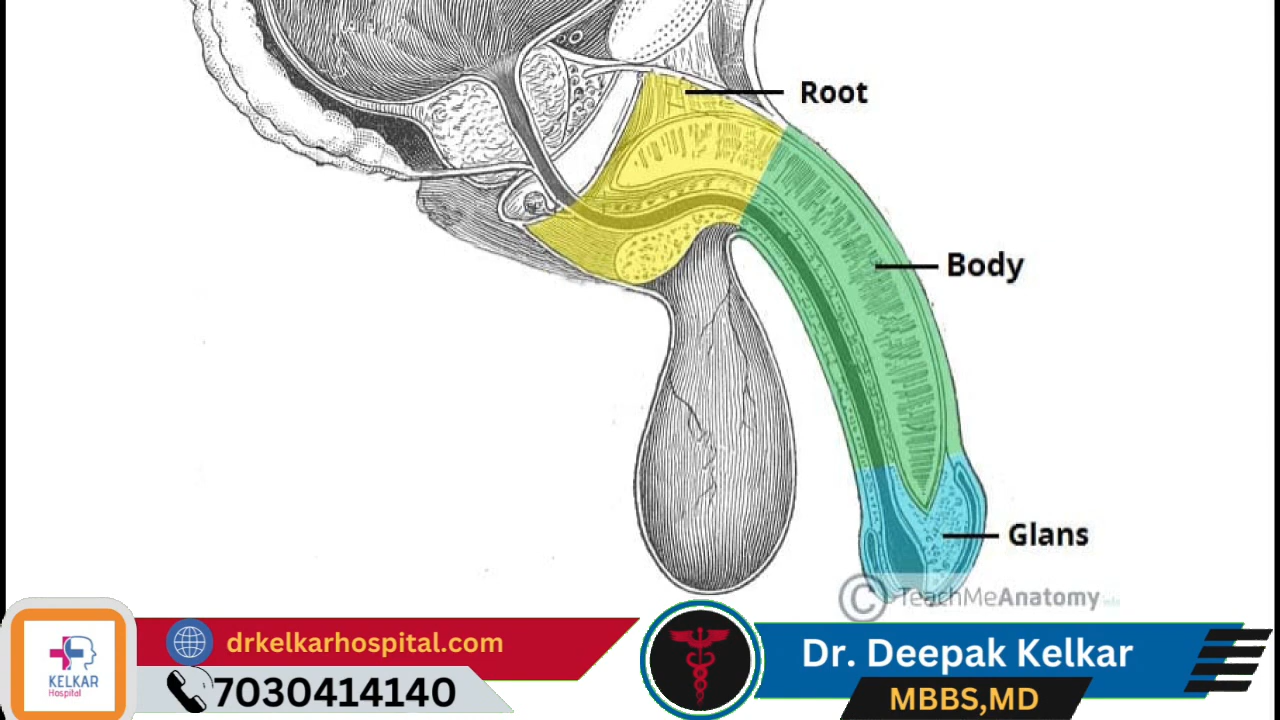 Root
Body
Glans
© TeachMeAnatomy
KELKAR
Hospital
drkelkarhospital.com
7030414140
Dr. Deepak Kelkar
MBBS,MD